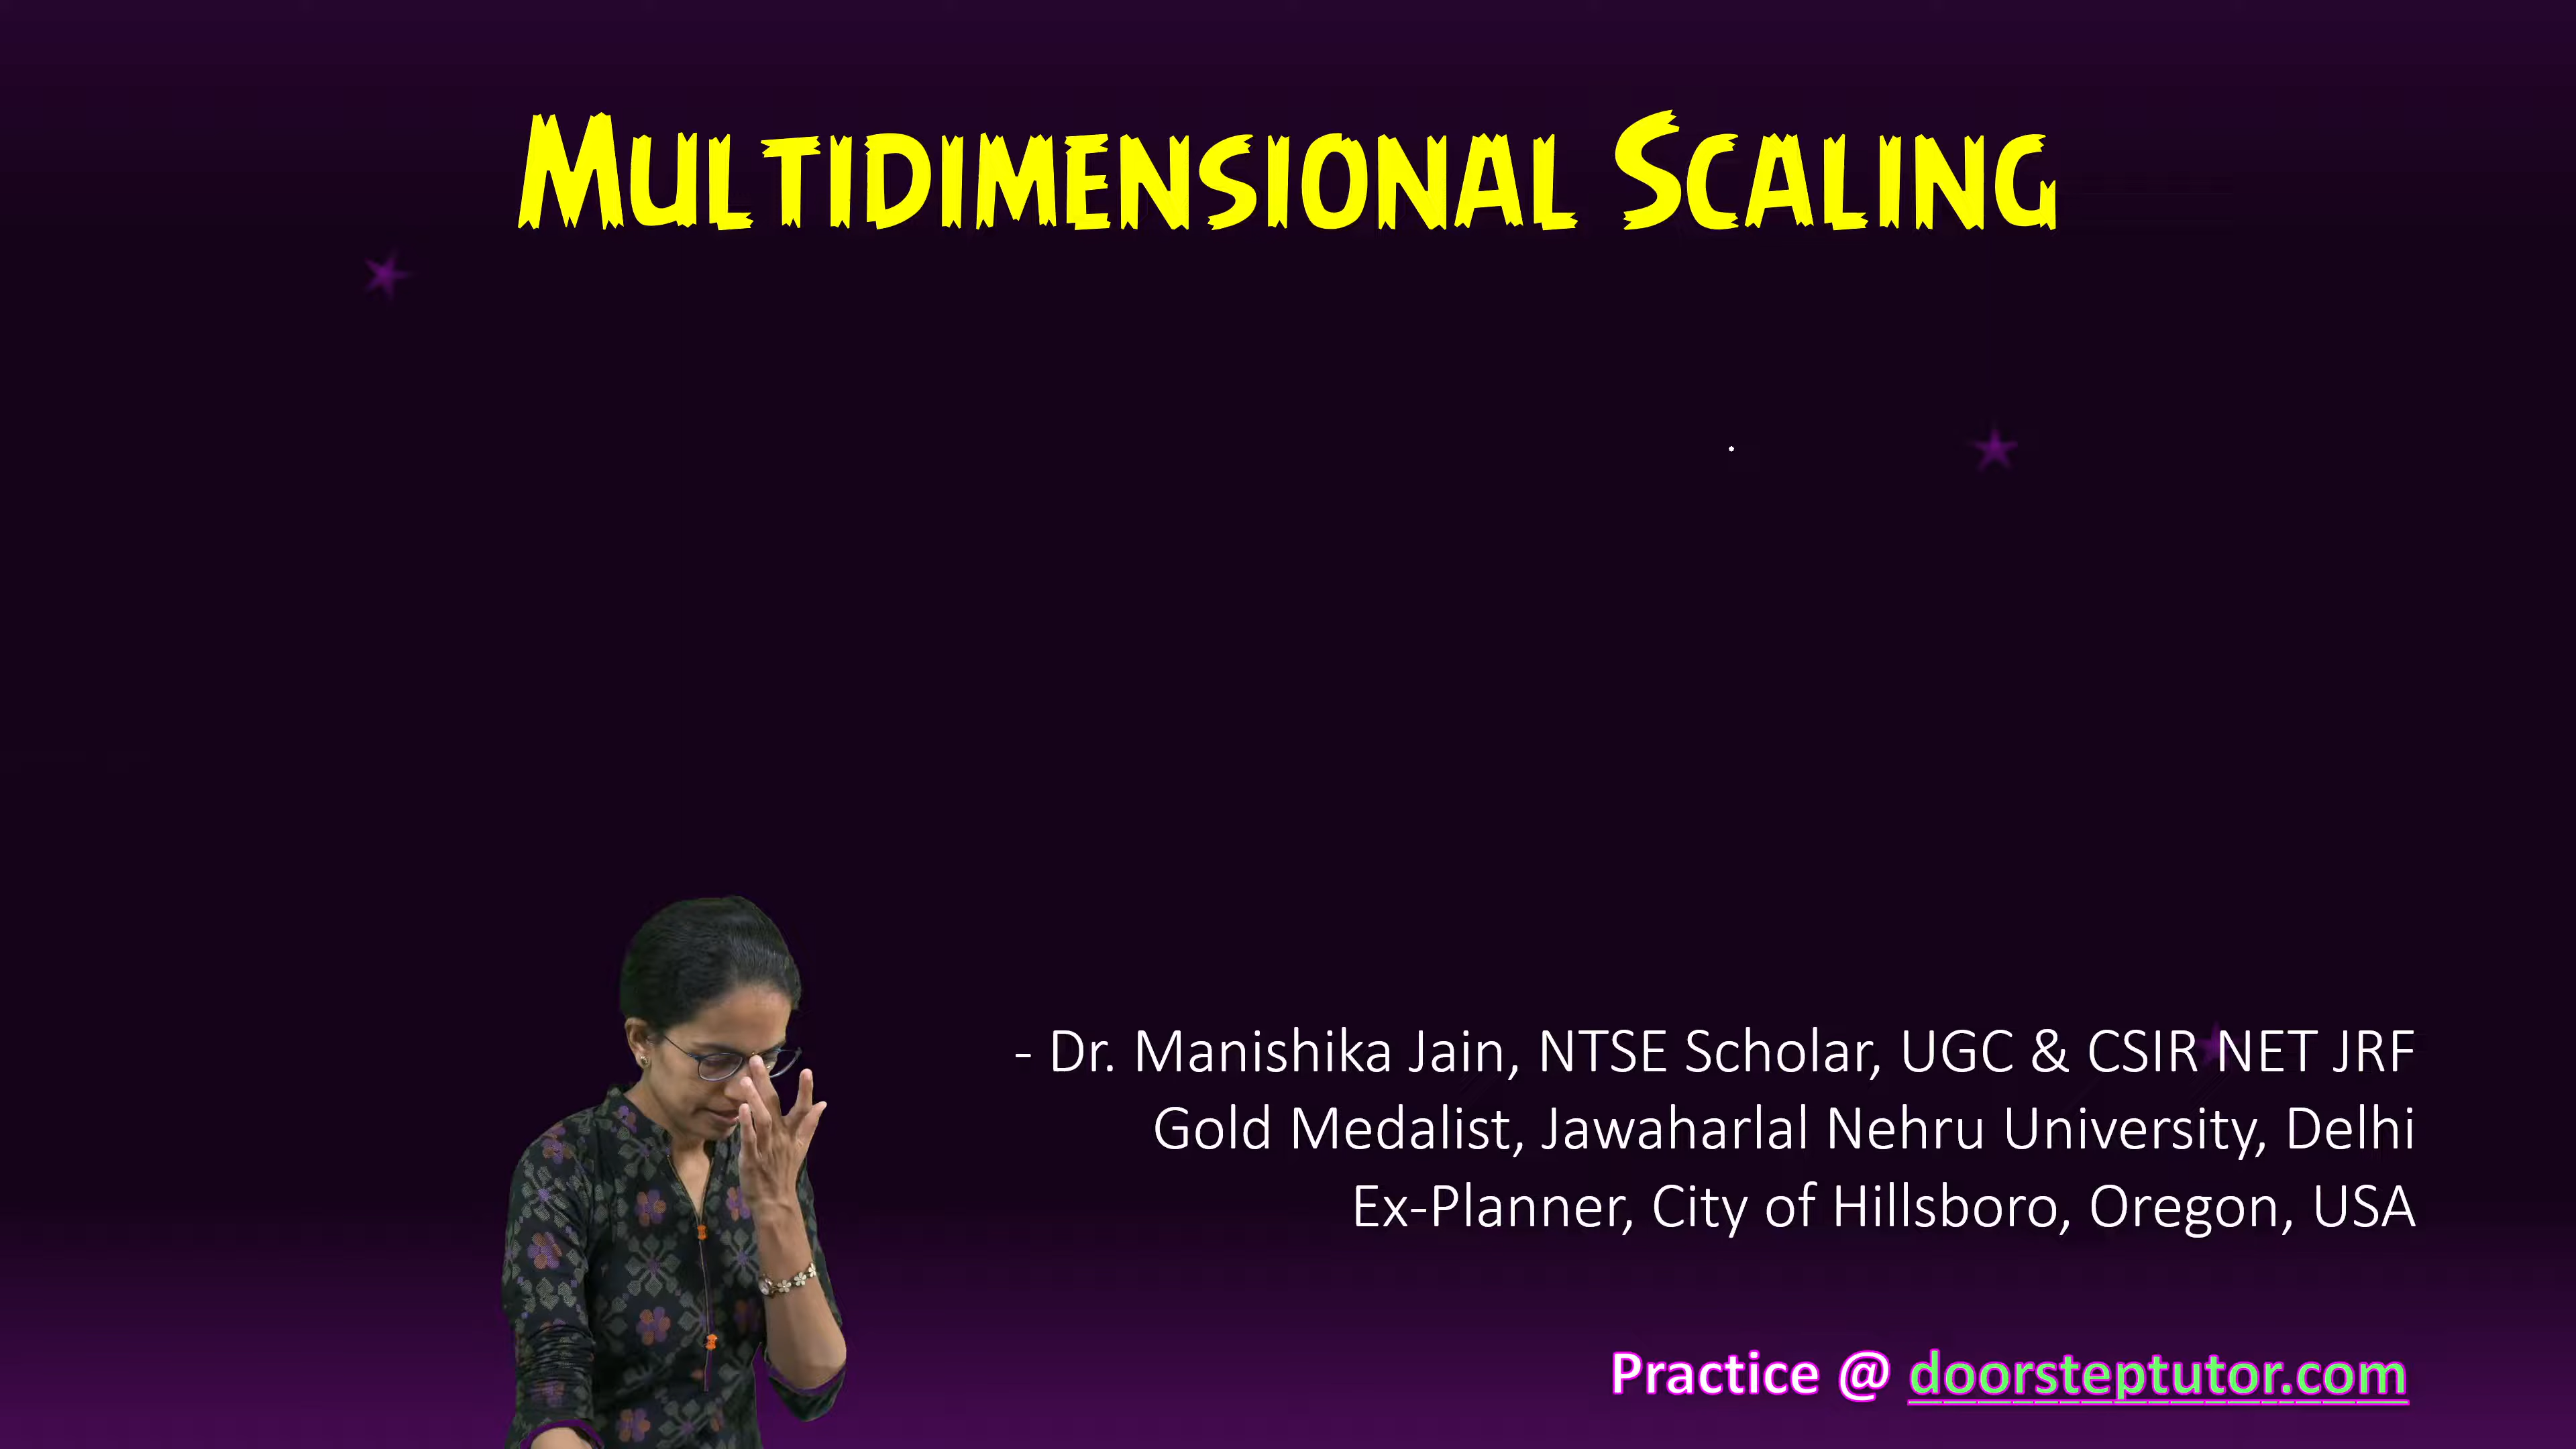 Multidimensional Scaling
- Dr. Manishika Jain, NTSE Scholar, UGC & CSIR NET JRF
Gold Medalist, Jawaharlal Nehru University, Delhi
Ex-Planner, City of Hillsboro, Oregon, USA
Practice @ doorsteptutor.com